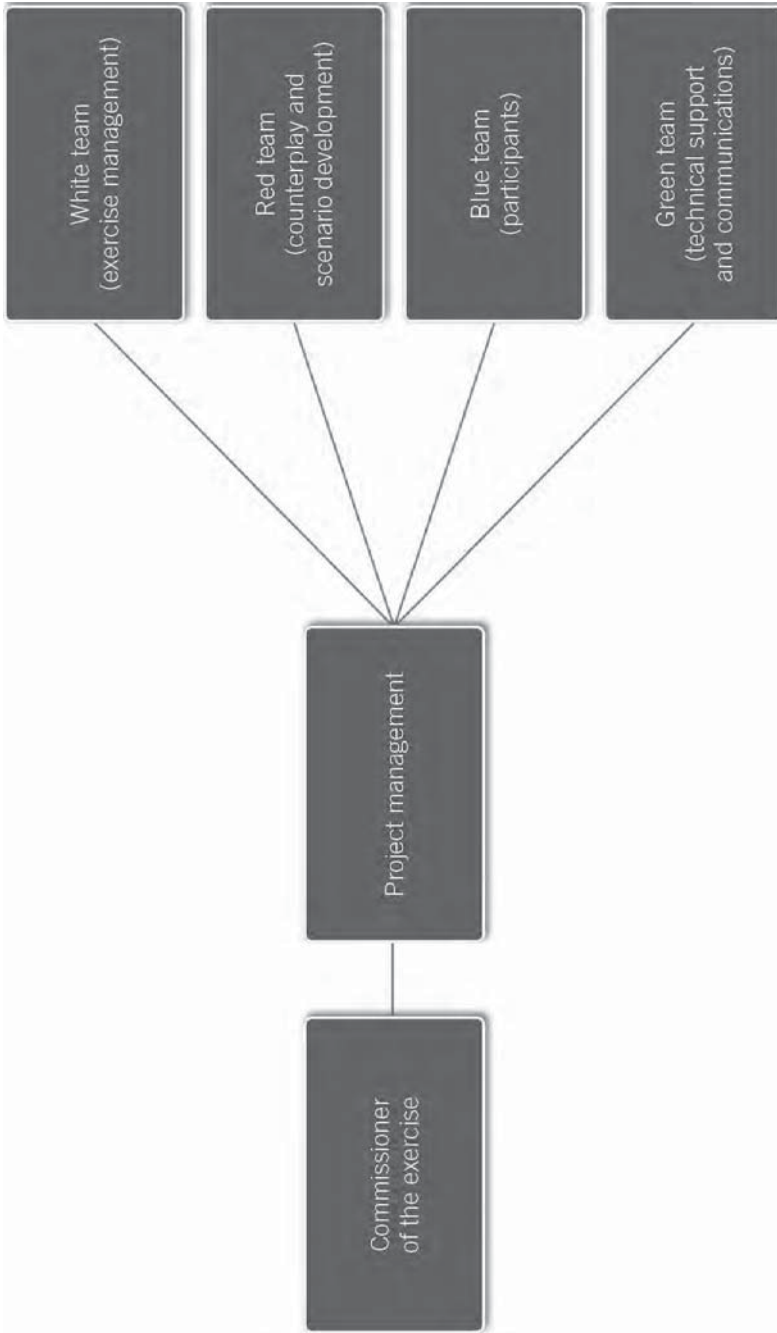 Commissioner
of the exercise
Project management
White team
(exercise management)
Red team
(counterplay and
scenario development)
Blue team
(participants)
Green team
(technical support
and communications)